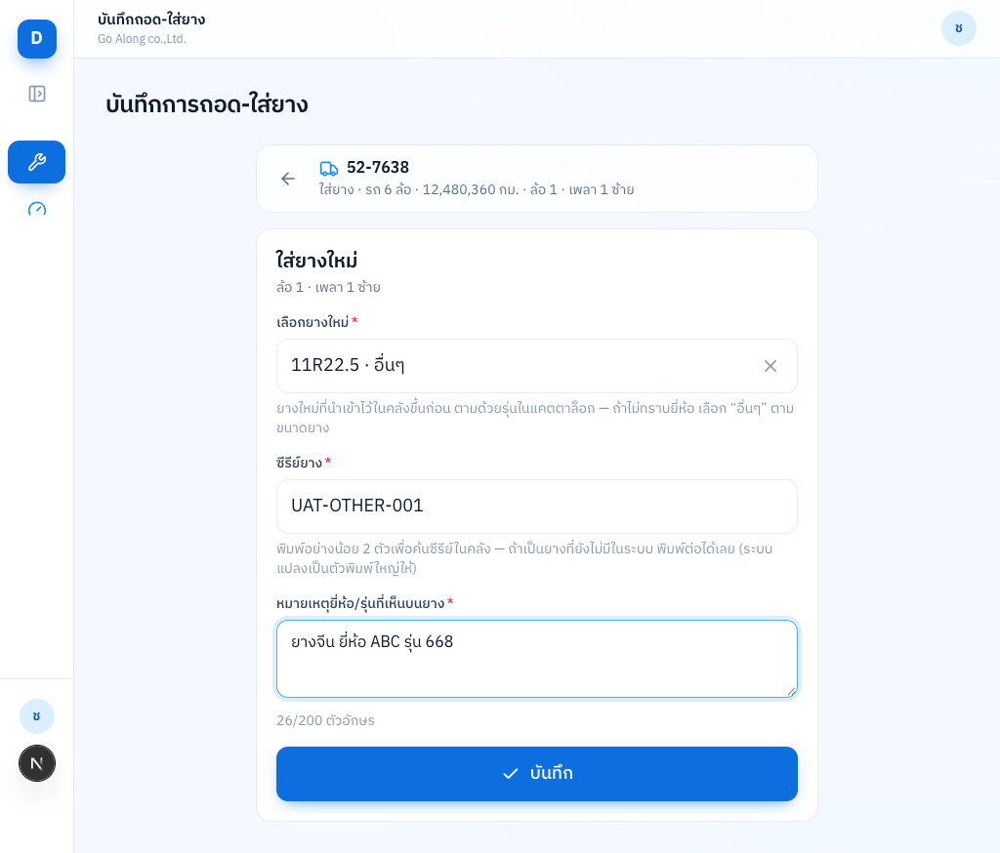 D
บันทึกถอด-ใส่ยาง
Go Along co.,Ltd.
ช
บันทึกการถอด-ใส่ยาง
52-7638
ใส่ยาง · รถ 6 ล้อ · 12,480,360 กม. · ล้อ 1 · เพลา 1 ซ้าย
ใส่ยางใหม่
ล้อ 1 · เพลา 1 ซ้าย
เลือกยางใหม่ *
11R22.5 · อื่นๆ
ยางใหม่ที่นำเข้าไว้ในคลังขึ้นก่อน ตามด้วยรุ่นในแคตตาล็อก — ถ้าไม่ทราบยี่ห้อ เลือก “อื่นๆ” ตาม
ขนาดยาง
ซีรีย์ยาง *
UAT-OTHER-001
พิมพ์อย่างน้อย 2 ตัวเพื่อค้นซีรีย์ในคลัง — ถ้าเป็นยางที่ยังไม่มีในระบบ พิมพ์ต่อได้เลย (ระบบ
แปลงเป็นตัวพิมพ์ใหญ่ให้)
หมายเหตุยี่ห้อ/รุ่นที่เห็นบนยาง *
ยางจีน ยี่ห้อ ABC รุ่น 668
26/200 ตัวอักษร
บันทึก
ช
N